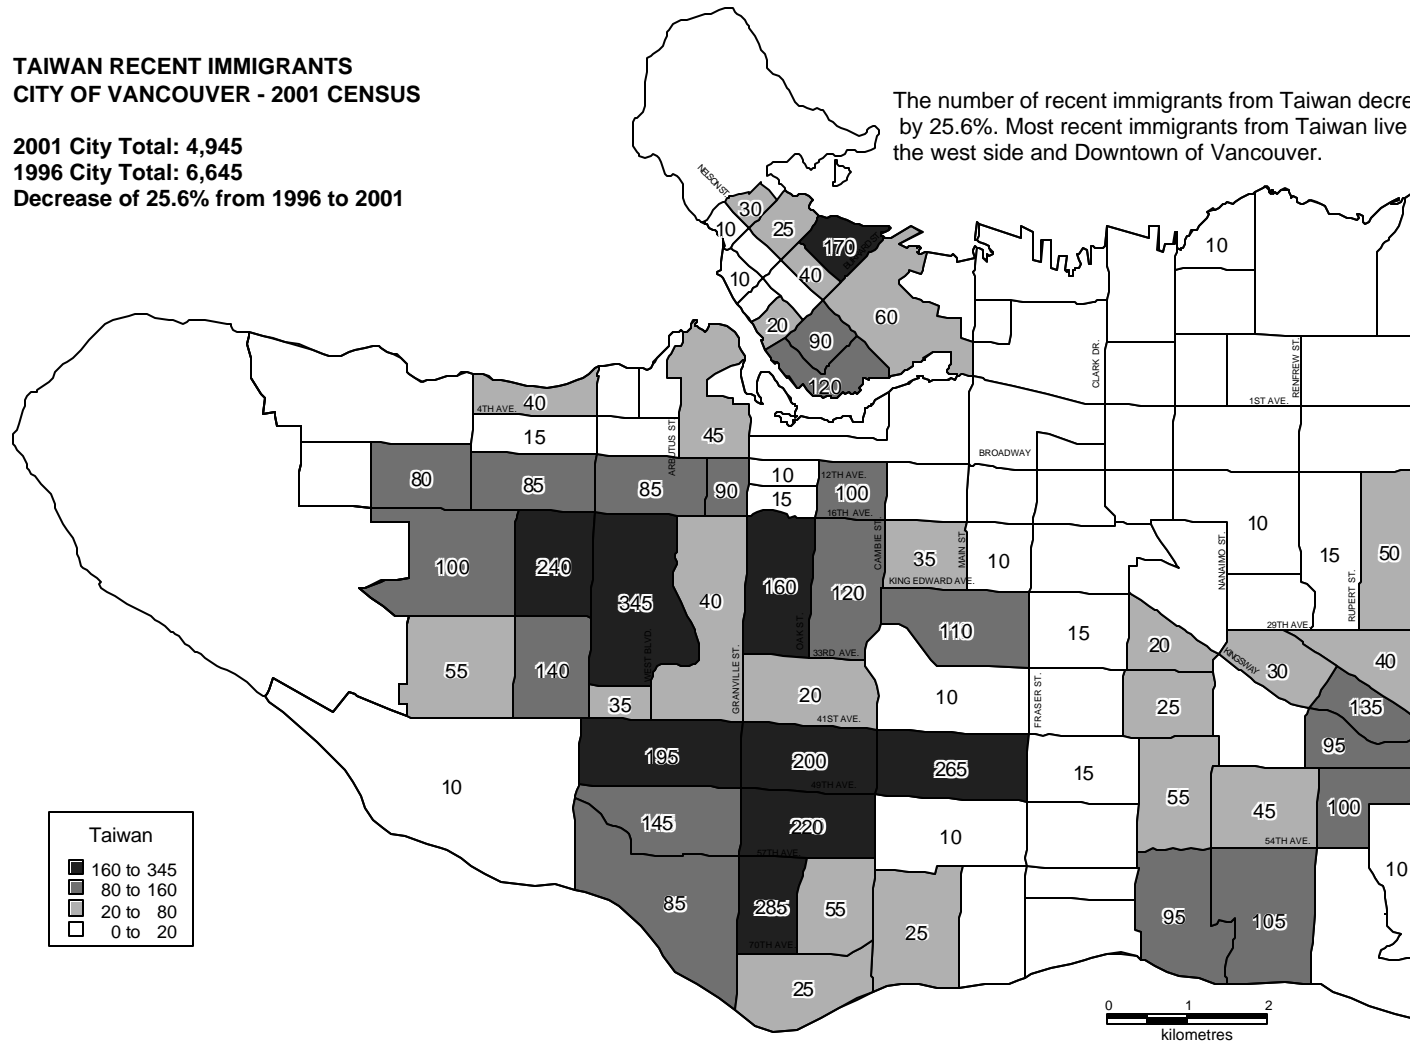 TAIWAN RECENT IMMIGRANTS
CITY OF VANCOUVER - 2001 CENSUS
2001 City Total: 4,945
1996 City Total: 6,645
Decrease of 25.6% from 1996 to 2001
The number of recent immigrants from Taiwan decre
by 25.6%. Most recent immigrants from Taiwan live
the west side and Downtown of Vancouver.
NELSON ST.
30
10
25
170
10
40
10
20
90
60
120
CLARK DR.
RENFREW ST.
1ST AVE.
4TH AVE.
40
15
ARBUTUS ST.
45
BROADWAY
80
85
85
90
10
12TH AVE.
15
100
16TH AVE.
10
15
50
100
240
345
40
160
120
CAMBIE ST.
35
MAIN ST.
10
KING EDWARD AVE.
NANAIMO ST.
RUPERT ST.
OAK ST.
33RD AVE.
110
15
20
29TH AVE.
KINGSWAY
30
40
55
140
WEST BLVD.
35
GRANVILLE ST.
20
41ST AVE.
10
FRASER ST.
25
135
95
195
200
49TH AVE.
265
15
10
55
45
54TH AVE.
100
145
220
57TH AVE.
10
10
85
285
55
70TH AVE.
25
25
95
105
Taiwan
160 to 345
80 to 160
20 to 80
0 to 20
0 1 2
kilometres